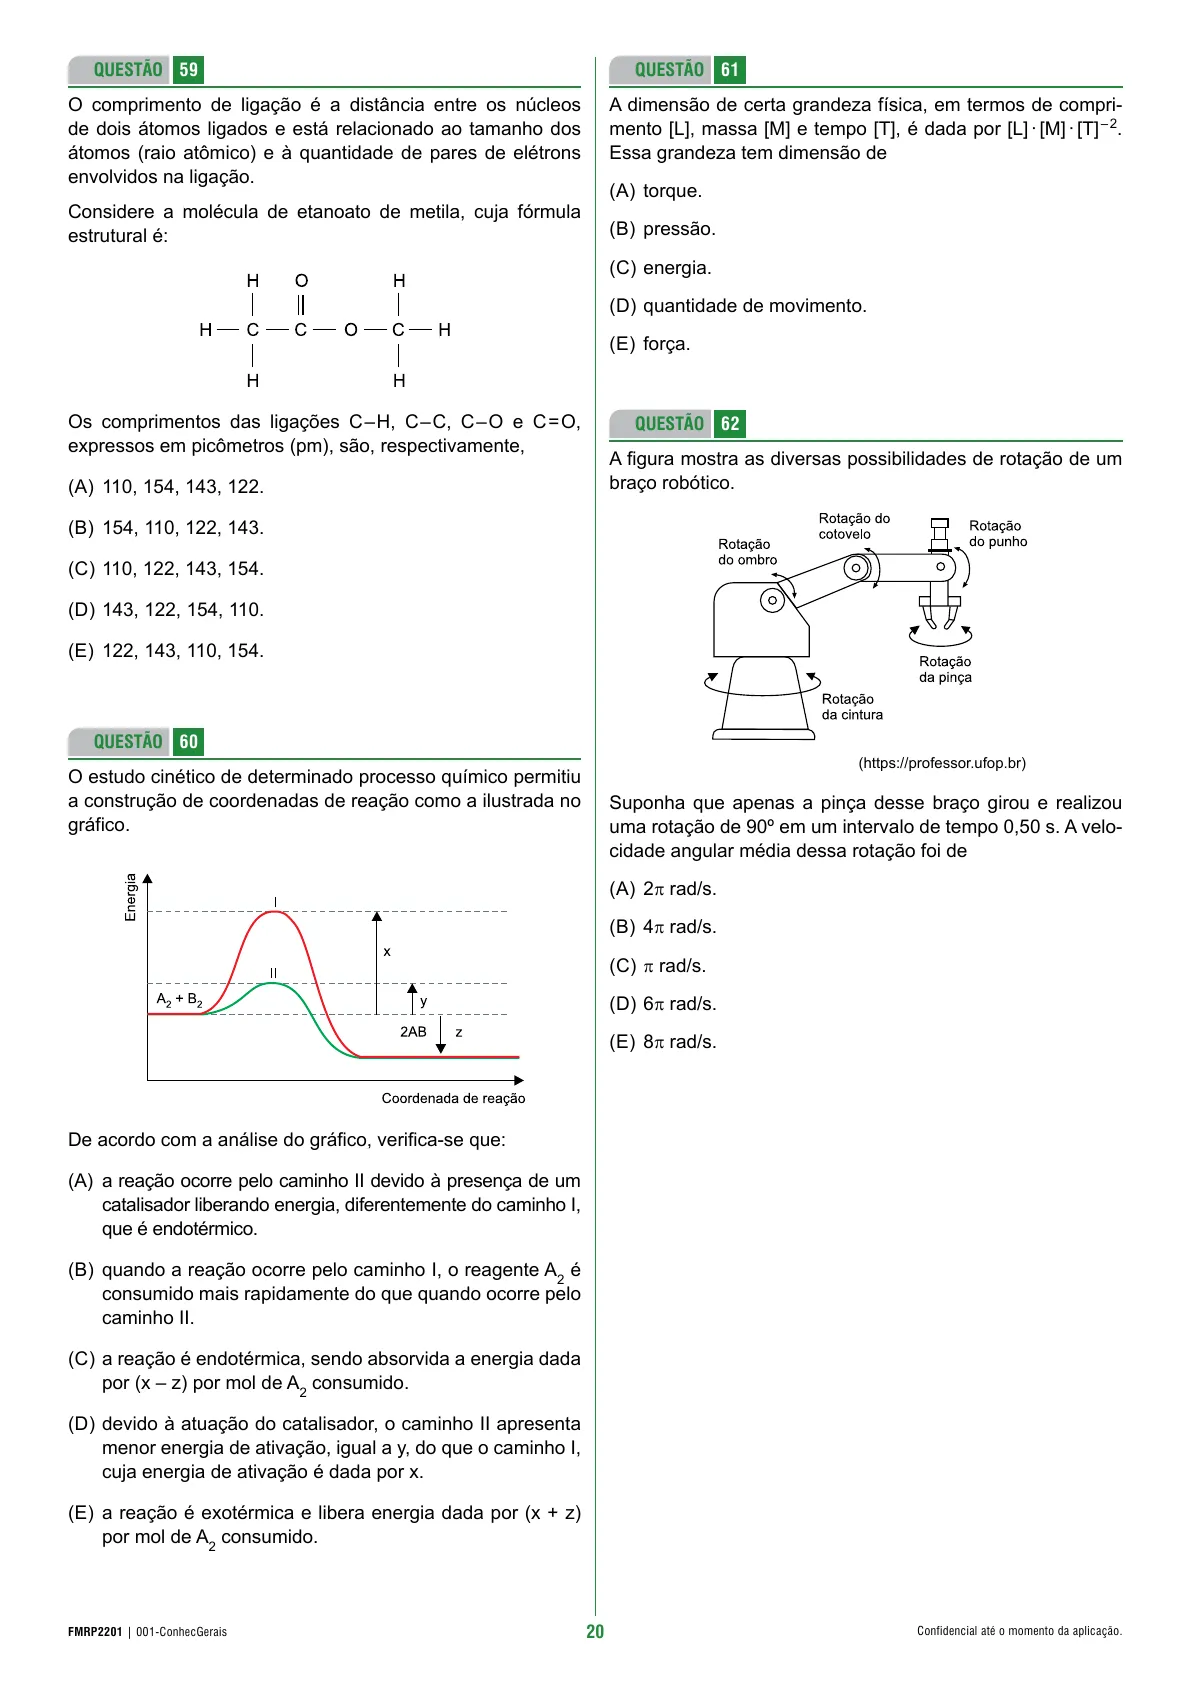 QUESTÃO 59
O comprimento de ligação é a distância entre os núcleos
de dois átomos ligados e está relacionado ao tamanho dos
átomos (raio atômico) e à quantidade de pares de elétrons
envolvidos na ligação.
Considere a molécula de etanoato de metila, cuja fórmula
estrutural é:
H O H
H — C — C — O — C — H
H H
Os comprimentos das ligações C–H, C–C, C–O e C=O,
expressos em picômetros (pm), são, respectivamente,
(A) 110, 154, 143, 122.
(B) 154, 110, 122, 143.
(C) 110, 122, 143, 154.
(D) 143, 122, 154, 110.
(E) 122, 143, 110, 154.
QUESTÃO 60
O estudo cinético de determinado processo químico permitiu
a construção de coordenadas de reação como a ilustrada no
gráfico.
Energia
I
x
II
A₂ + B₂
y
2AB
z
Coordenada de reação
De acordo com a análise do gráfico, verifica-se que:
(A) a reação ocorre pelo caminho II devido à presença de um
catalisador liberando energia, diferentemente do caminho I,
que é endotérmico.
(B) quando a reação ocorre pelo caminho I, o reagente A₂ é
consumido mais rapidamente do que quando ocorre pelo
caminho II.
(C) a reação é endotérmica, sendo absorvida a energia dada
por (x – z) por mol de A₂ consumido.
(D) devido à atuação do catalisador, o caminho II apresenta
menor energia de ativação, igual a y, do que o caminho I,
cuja energia de ativação é dada por x.
(E) a reação é exotérmica e libera energia dada por (x + z)
por mol de A₂ consumido.
QUESTÃO 61
A dimensão de certa grandeza física, em termos de compri-
mento [L], massa [M] e tempo [T], é dada por [L]·[M]·[T]⁻².
Essa grandeza tem dimensão de
(A) torque.
(B) pressão.
(C) energia.
(D) quantidade de movimento.
(E) força.
QUESTÃO 62
A figura mostra as diversas possibilidades de rotação de um
braço robótico.
Rotação
do ombro
Rotação do
cotovelo
Rotação
do punho
Rotação
da pinça
Rotação
da cintura
(https://professor.ufop.br)
Suponha que apenas a pinça desse braço girou e realizou
uma rotação de 90º em um intervalo de tempo 0,50 s. A velo-
cidade angular média dessa rotação foi de
(A) 2π rad/s.
(B) 4π rad/s.
(C) π rad/s.
(D) 6π rad/s.
(E) 8π rad/s.
FMRP2201 | 001-ConhecGerais
20
Confidencial até o momento da aplicação.